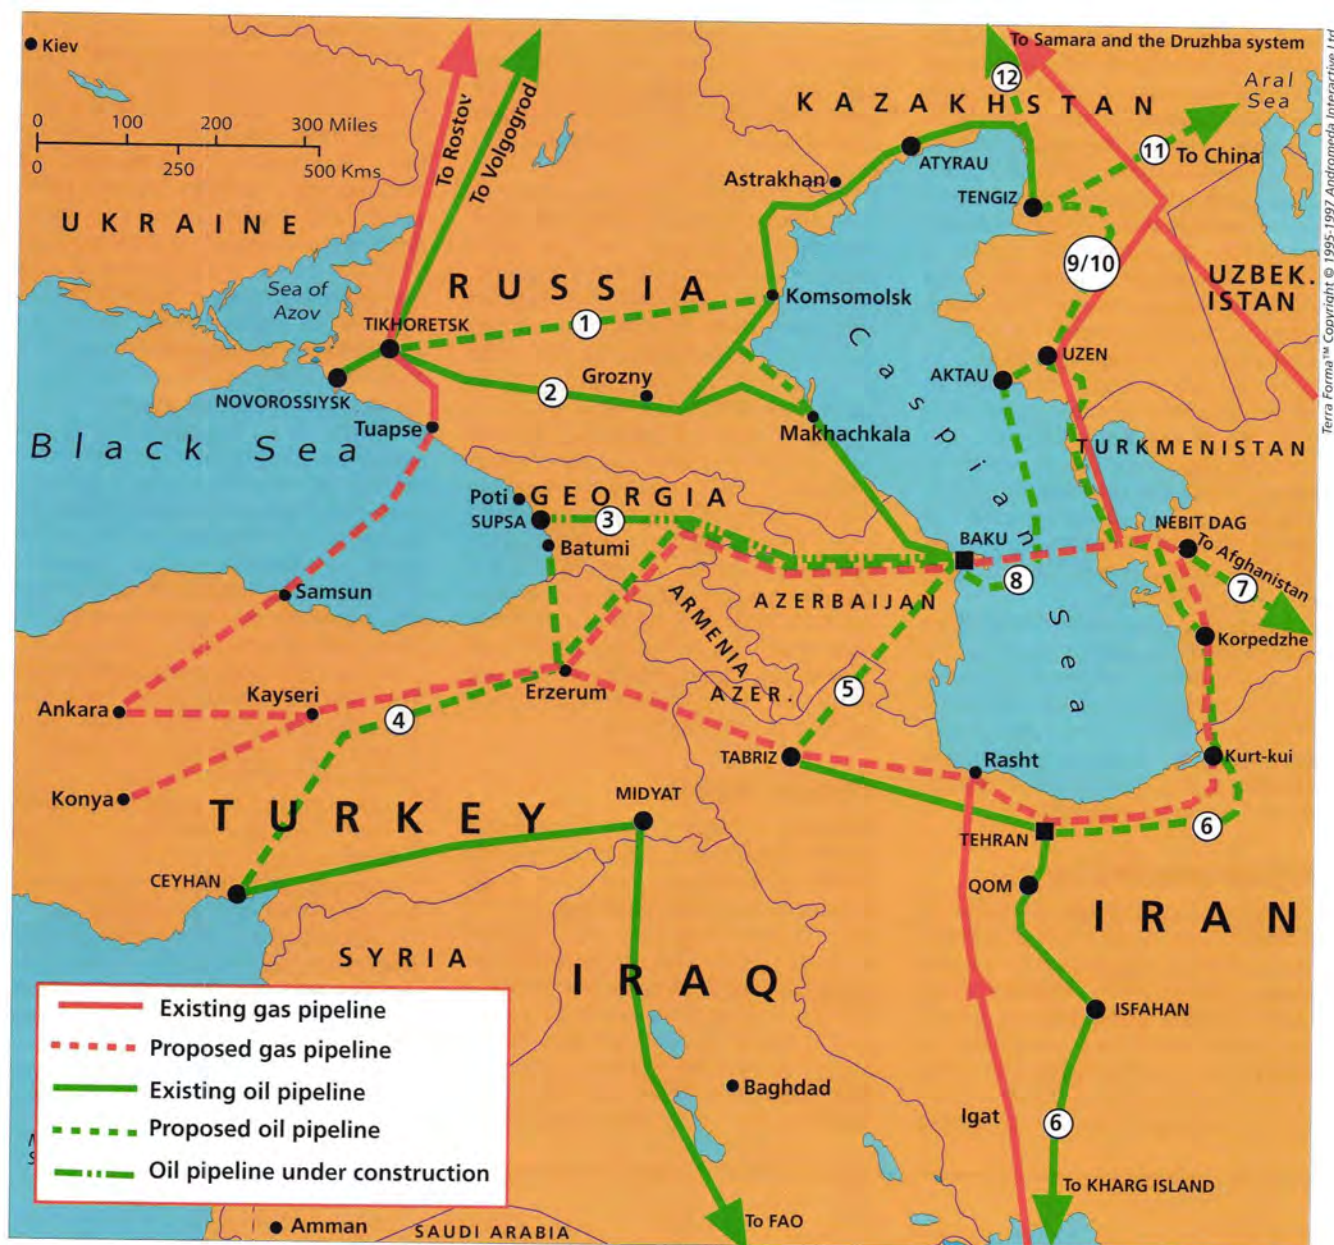 Kiev
0 100 200 300 Miles
0 250 500 Kms
To Rostov
To Volgogrod
To Samara and the Druzhba system
12
Aral
Sea
KAZAKHSTAN
11
To China
ATYRAU
Astrakhan
TENGIZ
UKRAINE
9/10
UZBEK.
ISTAN
RUSSIA
Sea of
Azov
Komsomolsk
TIKHORETSK
1
Caspian Sea
UZEN
AKTAU
Grozny
2
NOVOROSSIYSK
Tuapse
Makhachkala
Black Sea
TURKMENISTAN
Poti
GEORGIA
SUPSA
3
Batumi
BAKU
NEBIT DAG
To Afghanistan
7
8
Samsun
ARMENIA
AZERBAIJAN
Korpedzhe
AZER.
5
Erzerum
Kayseri
Ankara
4
TABRIZ
Rasht
Kurt-kui
Konya
TURKEY
MIDYAT
TEHRAN
6
CEYHAN
QOM
IRAN
SYRIA
IRAQ
ISFAHAN
Existing gas pipeline
Proposed gas pipeline
Existing oil pipeline
Proposed oil pipeline
Oil pipeline under construction
Baghdad
Igat
6
To KHARG ISLAND
To FAO
Amman
SAUDI ARABIA
Terra Forma™ Copyright © 1995-1997 Andromeda Interactive Ltd